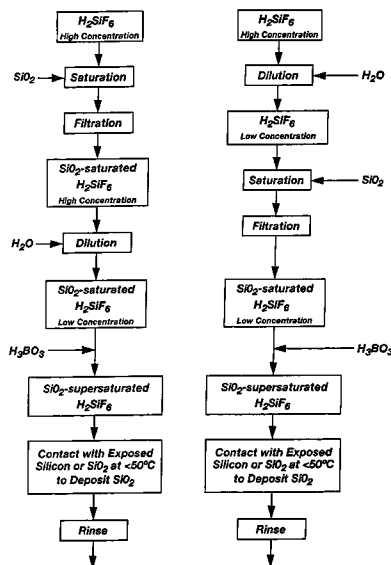 H2SiF6
High Concentration
SiO2
Saturation
Filtration
SiO2-saturated
H2SiF6
High Concentration
H2O
Dilution
SiO2-saturated
H2SiF6
Low Concentration
H3BO3
SiO2-supersaturated
H2SiF6
Contact with Exposed
Silicon or SiO2 at <50ºC
to Deposit SiO2
Rinse
H2SiF6
High Concentration
Dilution
H2O
H2SiF6
Low Concentration
Saturation
SiO2
Filtration
SiO2-saturated
H2SiF6
Low Concentration
H3BO3
SiO2-supersaturated
H2SiF6
Contact with Exposed
Silicon or SiO2 at <50ºC
to Deposit SiO2
Rinse